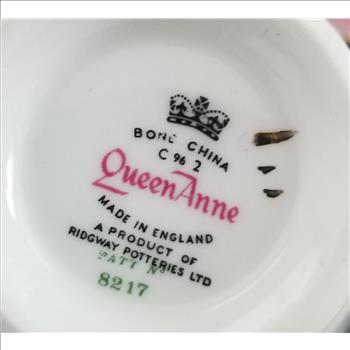 BONE CHINA
C 96 2
Queen Anne
MADE IN ENGLAND
A PRODUCT OF
RIDGWAY POTTERIES LTD
PATT No
8217